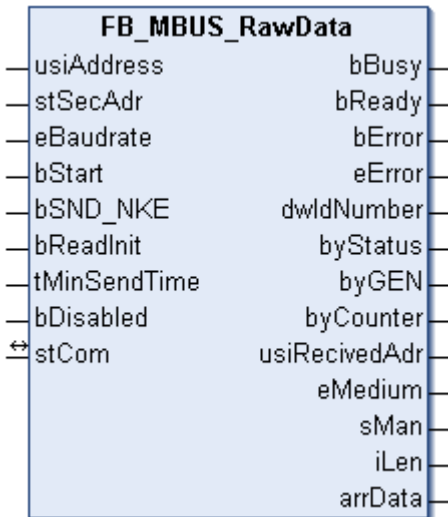 FB_MBUS_RawData
usiAddress bBusy
stSecAdr bReady
eBaudrate bError
bStart eError
bSND_NKE dwIdNumber
bReadInit byStatus
tMinSendTime byGEN
bDisabled byCounter
stCom usiRecivedAdr
eMedium
sMan
iLen
arrData